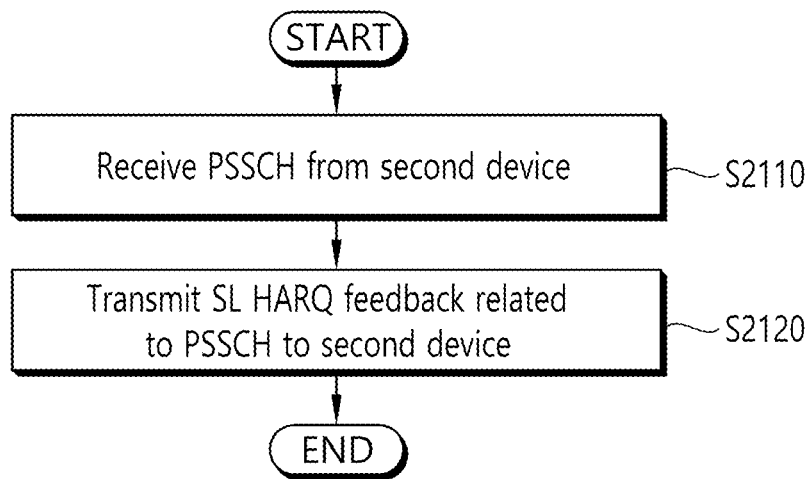 START
Receive PSSCH from second device
S2110
Transmit SL HARQ feedback related
to PSSCH to second device
S2120
END